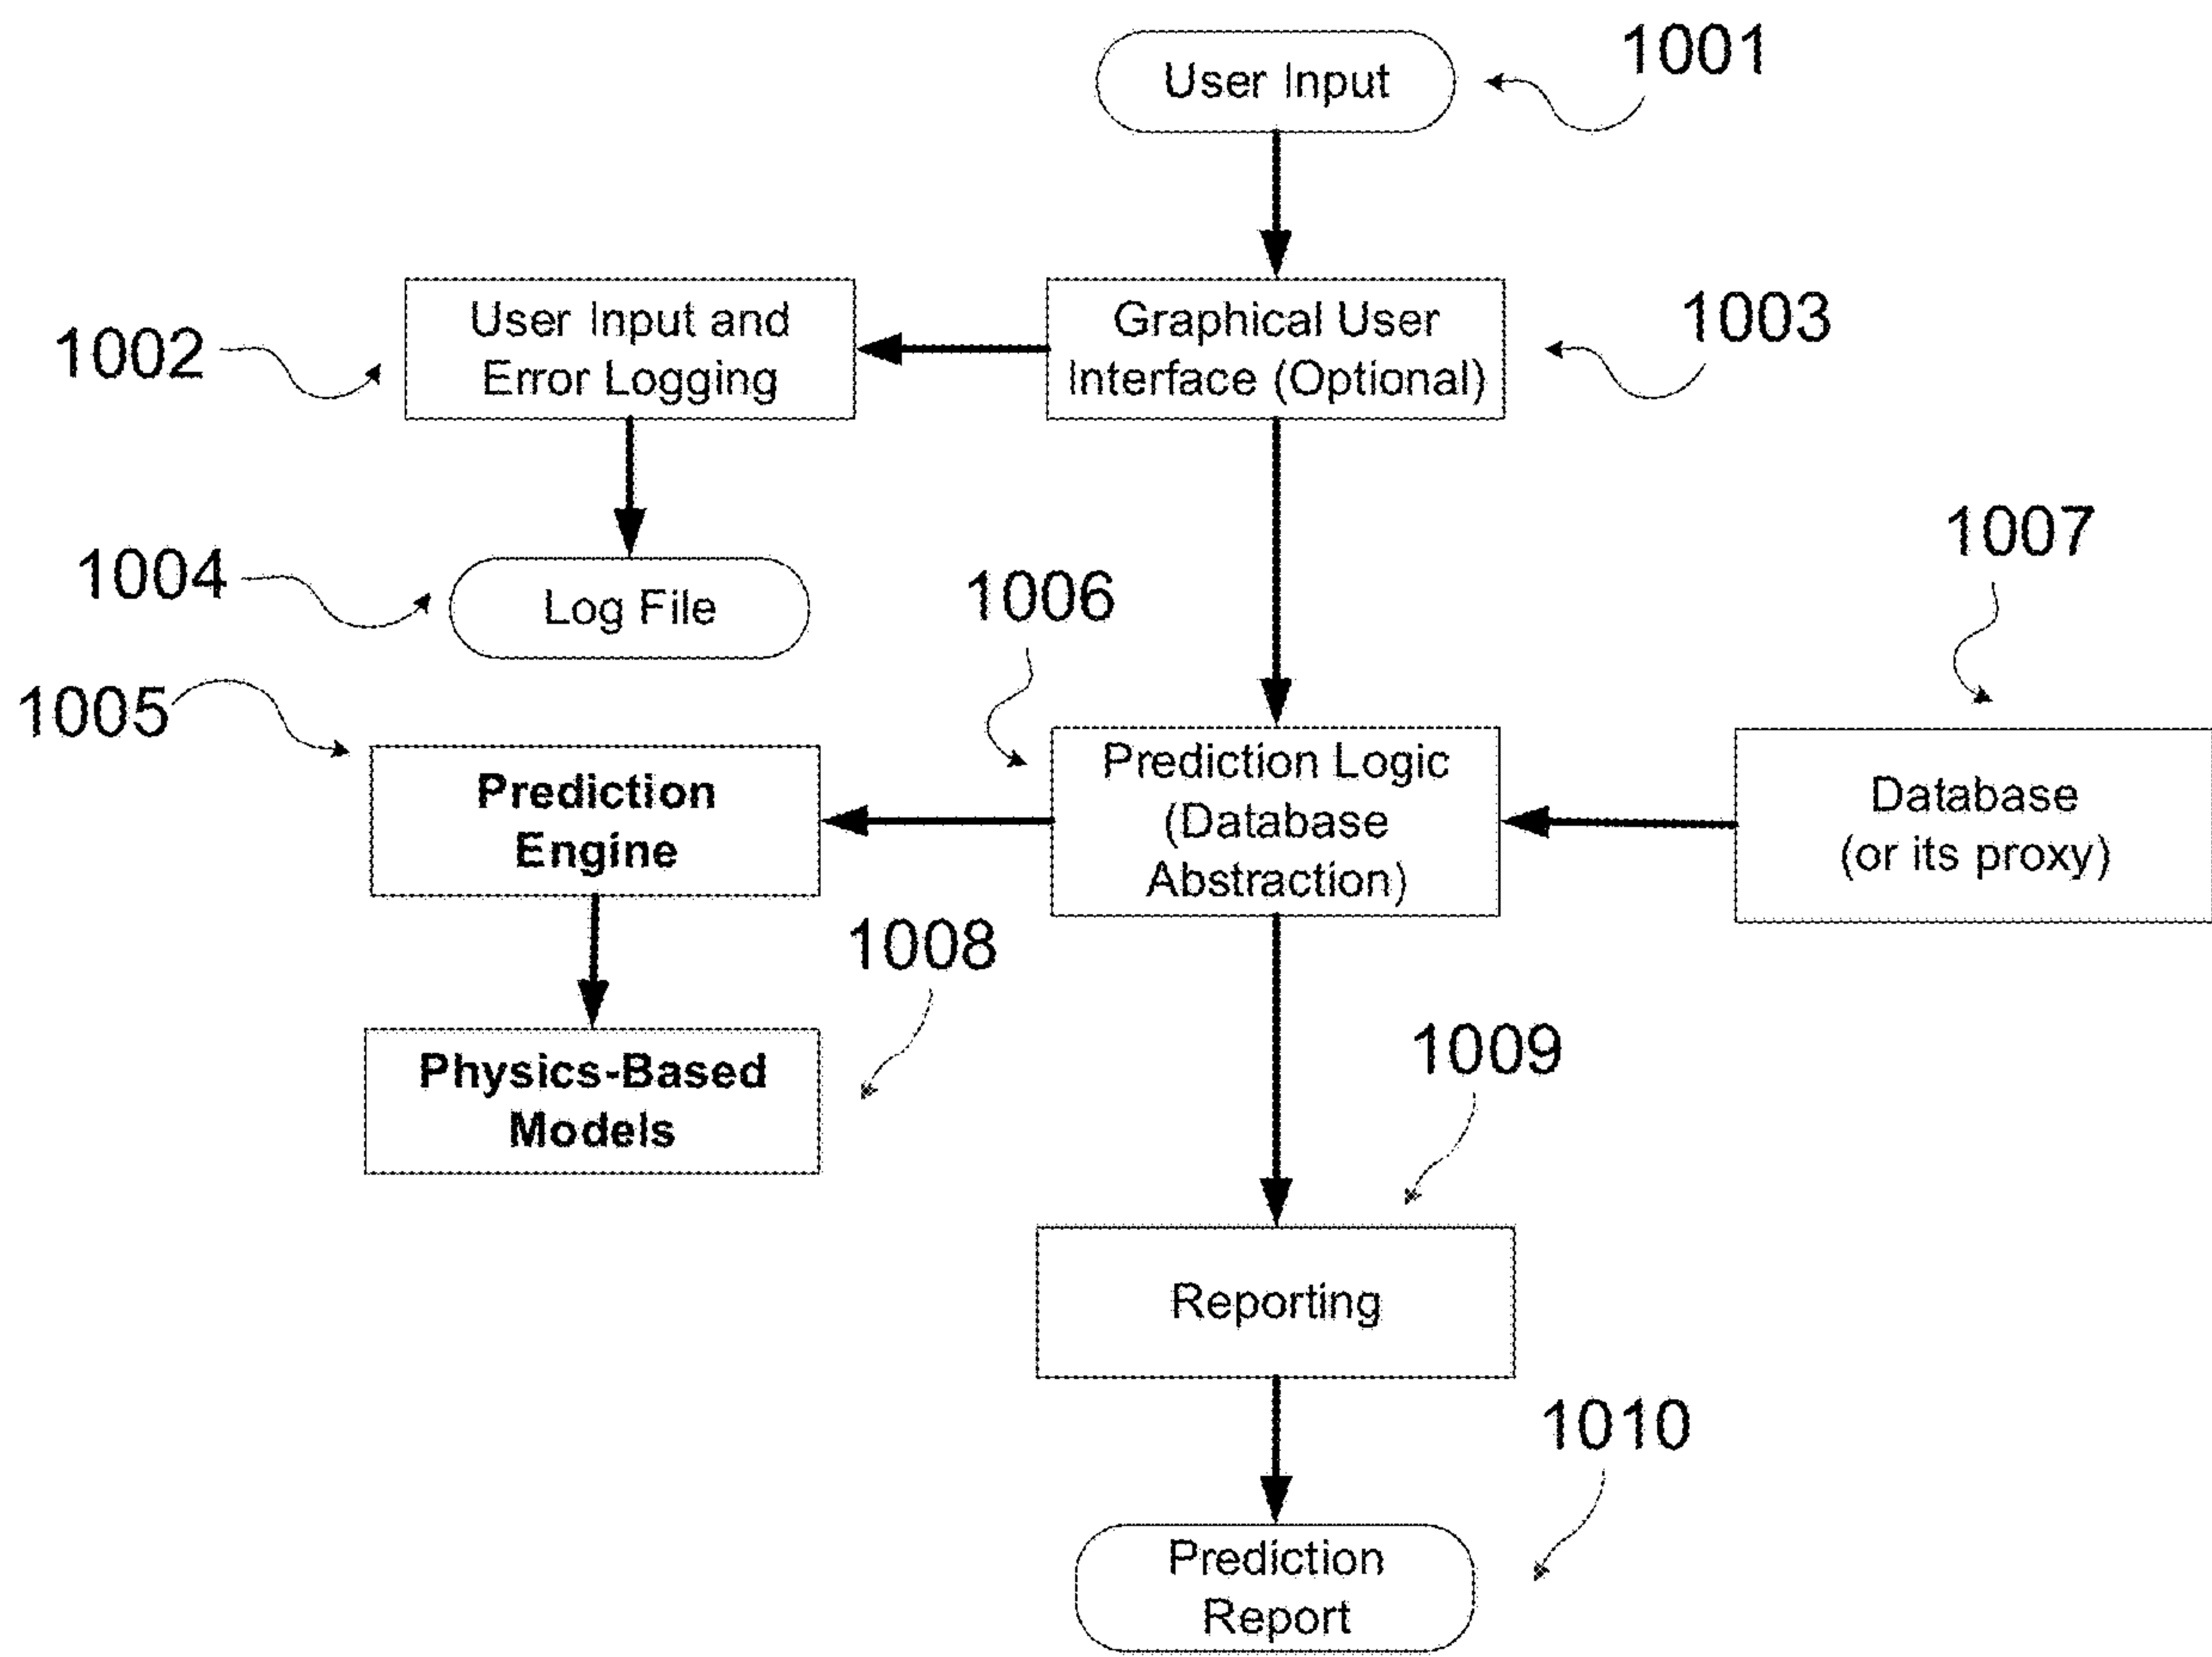 User Input
1001
User Input and
Error Logging
1002
Graphical User
Interface (Optional)
1003
1004
Log File
1005
Prediction
Engine
1006
Prediction Logic
(Database
Abstraction)
1007
Database
(or its proxy)
1008
Physics-Based
Models
1009
Reporting
1010
Prediction
Report